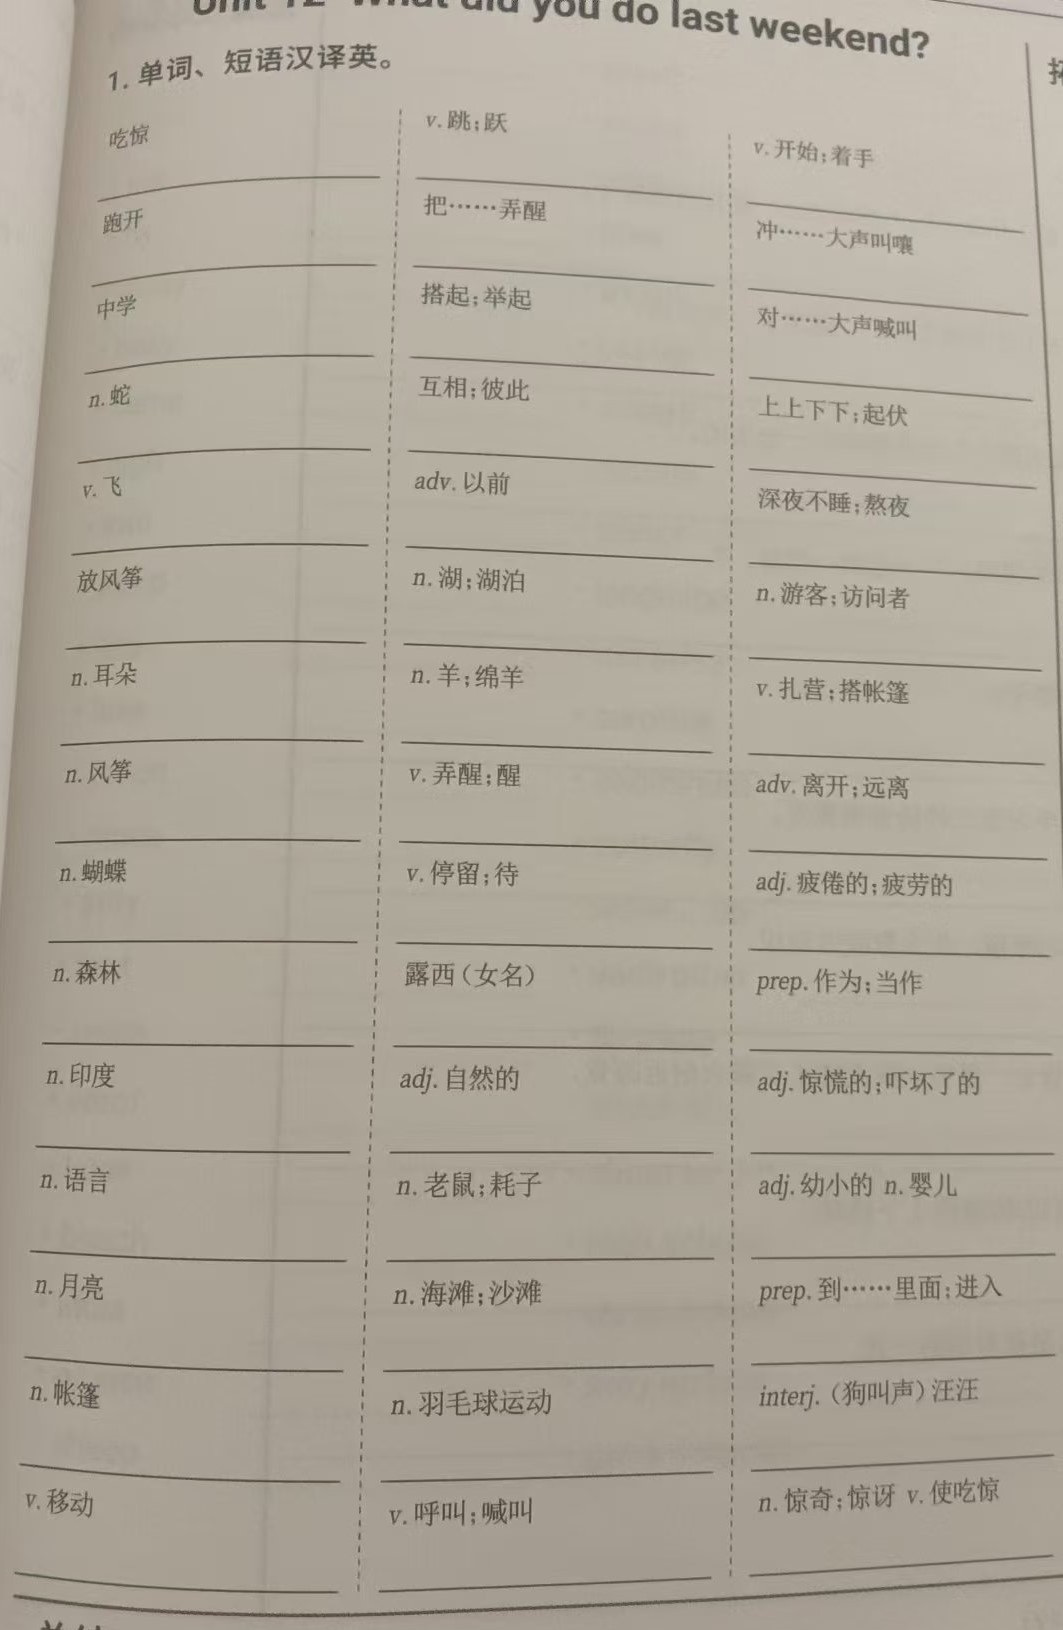 Unit 12 What did you do last weekend?
1. 单词、短语汉译英。
吃惊
跑开
中学
n. 蛇
v. 飞
放风筝
n. 耳朵
n. 风筝
n. 蝴蝶
n. 森林
n. 印度
n. 语言
n. 月亮
n. 帐篷
v. 移动
v. 跳；跃
把……弄醒
搭起；举起
互相；彼此
adv. 以前
n. 湖；湖泊
n. 羊；绵羊
v. 弄醒；醒
v. 停留；待
露西（女名）
adj. 自然的
n. 老鼠；耗子
n. 海滩；沙滩
n. 羽毛球运动
v. 呼叫；喊叫
v. 开始；着手
冲……大声叫嚷
对……大声喊叫
上上下下；起伏
深夜不睡；熬夜
n. 游客；访问者
v. 扎营；搭帐篷
adv. 离开；远离
adj. 疲倦的；疲劳的
prep. 作为；当作
adj. 惊慌的；吓坏了的
adj. 幼小的 n. 婴儿
prep. 到……里面；进入
interj.（狗叫声）汪汪
n. 惊奇；惊讶 v. 使吃惊